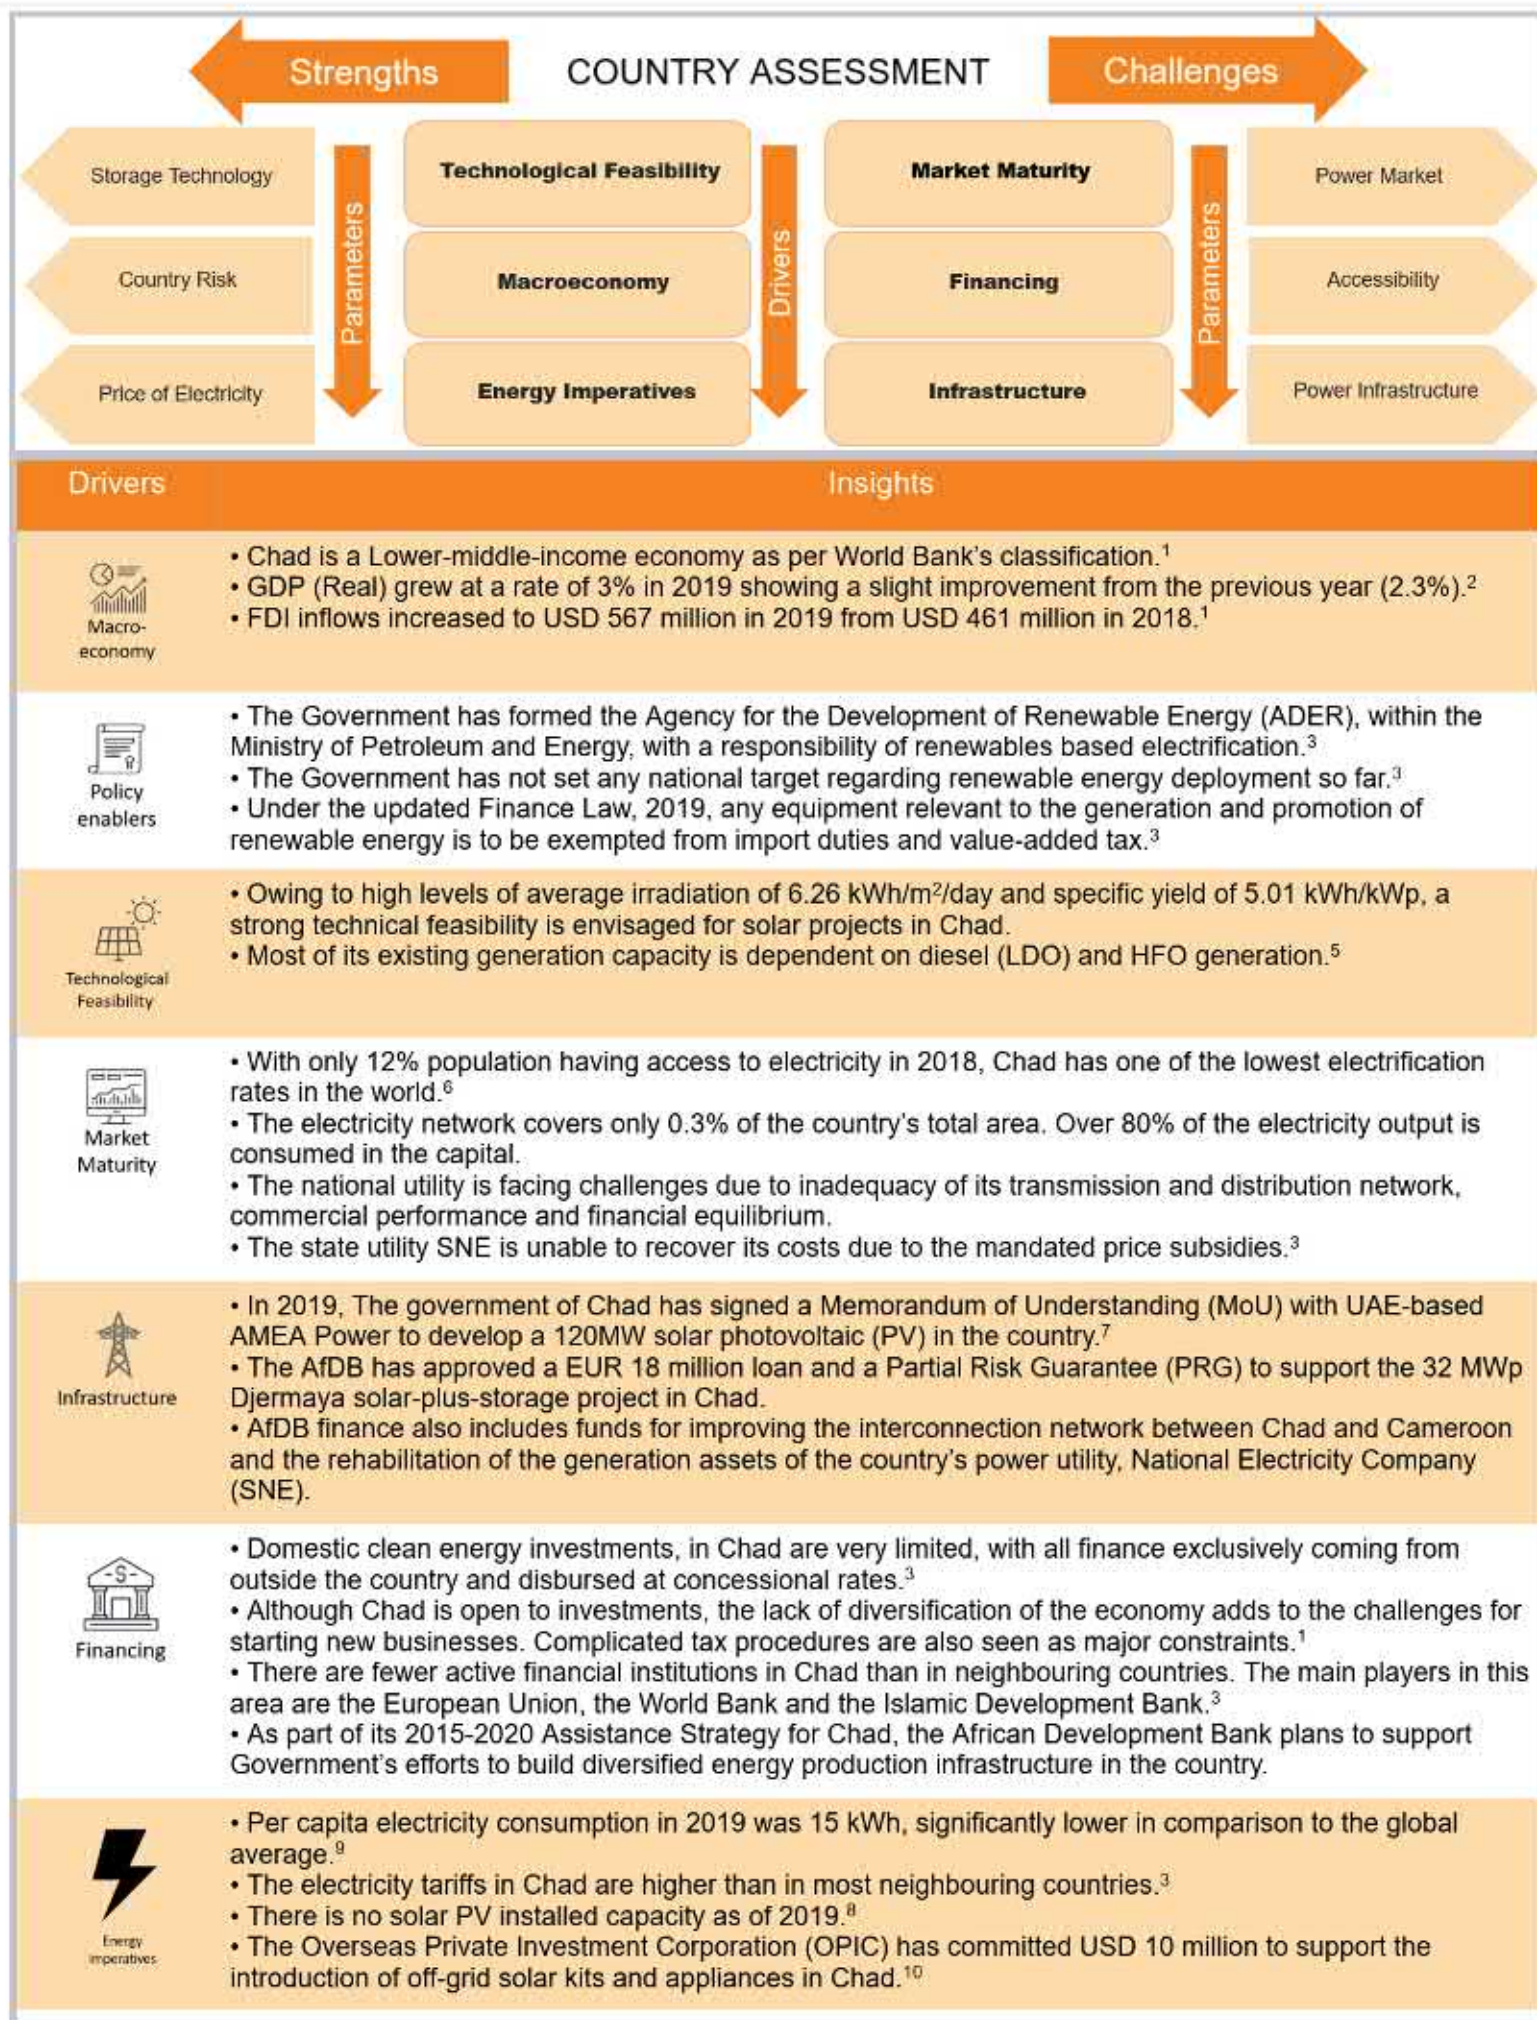 Strengths
COUNTRY ASSESSMENT
Challenges
Storage Technology
Country Risk
Price of Electricity
Parameters
Technological Feasibility
Macroeconomy
Energy Imperatives
Drivers
Market Maturity
Financing
Infrastructure
Parameters
Power Market
Accessibility
Power Infrastructure
Drivers
Insights
Macro-
economy
• Chad is a Lower-middle-income economy as per World Bank's classification.¹
• GDP (Real) grew at a rate of 3% in 2019 showing a slight improvement from the previous year (2.3%).²
• FDI inflows increased to USD 567 million in 2019 from USD 461 million in 2018.¹
Policy
enablers
• The Government has formed the Agency for the Development of Renewable Energy (ADER), within the
Ministry of Petroleum and Energy, with a responsibility of renewables based electrification.³
• The Government has not set any national target regarding renewable energy deployment so far.³
• Under the updated Finance Law, 2019, any equipment relevant to the generation and promotion of
renewable energy is to be exempted from import duties and value-added tax.³
Technological
Feasibility
• Owing to high levels of average irradiation of 6.26 kWh/m²/day and specific yield of 5.01 kWh/kWp, a
strong technical feasibility is envisaged for solar projects in Chad.
• Most of its existing generation capacity is dependent on diesel (LDO) and HFO generation.⁵
Market
Maturity
• With only 12% population having access to electricity in 2018, Chad has one of the lowest electrification
rates in the world.⁶
• The electricity network covers only 0.3% of the country's total area. Over 80% of the electricity output is
consumed in the capital.
• The national utility is facing challenges due to inadequacy of its transmission and distribution network,
commercial performance and financial equilibrium.
• The state utility SNE is unable to recover its costs due to the mandated price subsidies.³
Infrastructure
• In 2019, The government of Chad has signed a Memorandum of Understanding (MoU) with UAE-based
AMEA Power to develop a 120MW solar photovoltaic (PV) in the country.⁷
• The AfDB has approved a EUR 18 million loan and a Partial Risk Guarantee (PRG) to support the 32 MWp
Djermaya solar-plus-storage project in Chad.
• AfDB finance also includes funds for improving the interconnection network between Chad and Cameroon
and the rehabilitation of the generation assets of the country's power utility, National Electricity Company
(SNE).
-S-
Financing
• Domestic clean energy investments, in Chad are very limited, with all finance exclusively coming from
outside the country and disbursed at concessional rates.³
• Although Chad is open to investments, the lack of diversification of the economy adds to the challenges for
starting new businesses. Complicated tax procedures are also seen as major constraints.¹
• There are fewer active financial institutions in Chad than in neighbouring countries. The main players in this
area are the European Union, the World Bank and the Islamic Development Bank.³
• As part of its 2015-2020 Assistance Strategy for Chad, the African Development Bank plans to support
Government's efforts to build diversified energy production infrastructure in the country.
Energy
imperatives
• Per capita electricity consumption in 2019 was 15 kWh, significantly lower in comparison to the global
average.⁹
• The electricity tariffs in Chad are higher than in most neighbouring countries.³
• There is no solar PV installed capacity as of 2019.⁸
• The Overseas Private Investment Corporation (OPIC) has committed USD 10 million to support the
introduction of off-grid solar kits and appliances in Chad.¹⁰